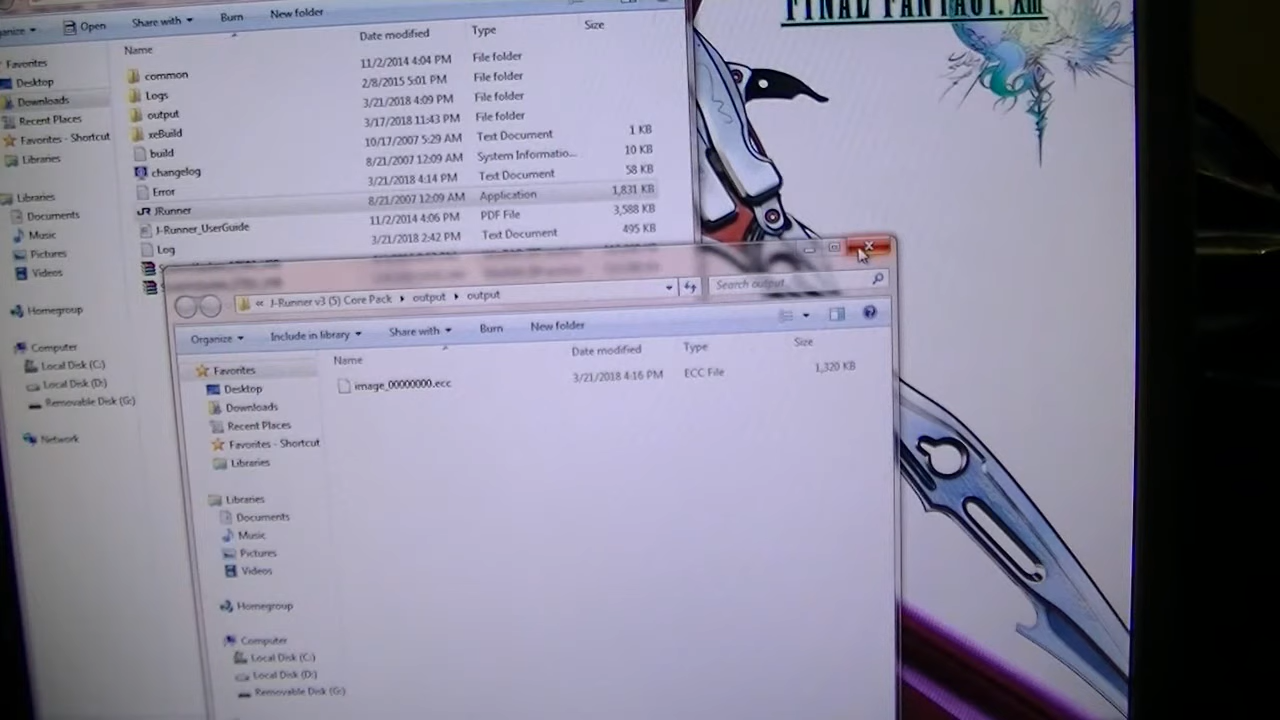 FINAL FANTASY XIII
Open
Share with
Burn
New folder
Name
Date modified
Type
Size
Favorites
Desktop
Downloads
Recent Places
Favorites - Shortcut
Libraries
Libraries
Documents
Music
Pictures
Videos
Homegroup
Computer
Local Disk (C:)
Local Disk (D:)
Removable Disk (G:)
Network
common
Logs
output
xeBuild
build
changelog
Error
JRunner
J-Runner_UserGuide
Log
11/2/2014 4:04 PM
2/8/2015 5:01 PM
3/21/2018 4:09 PM
3/17/2018 11:43 PM
10/17/2007 5:29 AM
8/21/2007 12:09 AM
3/21/2018 4:14 PM
8/21/2007 12:09 AM
11/2/2014 4:06 PM
3/21/2018 2:42 PM
File folder
File folder
File folder
File folder
Text Document
System Informatio...
Text Document
Application
PDF File
Text Document
1 KB
10 KB
58 KB
1,831 KB
3,588 KB
495 KB
« J-Runner v3 (5) Core Pack
output
output
Search output
Organize
Include in library
Share with
Burn
New folder
Name
Date modified
Type
Size
image_00000000.ecc
3/21/2018 4:16 PM
ECC File
1,320 KB
Favorites
Desktop
Downloads
Recent Places
Favorites - Shortcut
Libraries
Libraries
Documents
Music
Pictures
Videos
Homegroup
Computer
Local Disk (C:)
Local Disk (D:)
Removable Disk (G:)